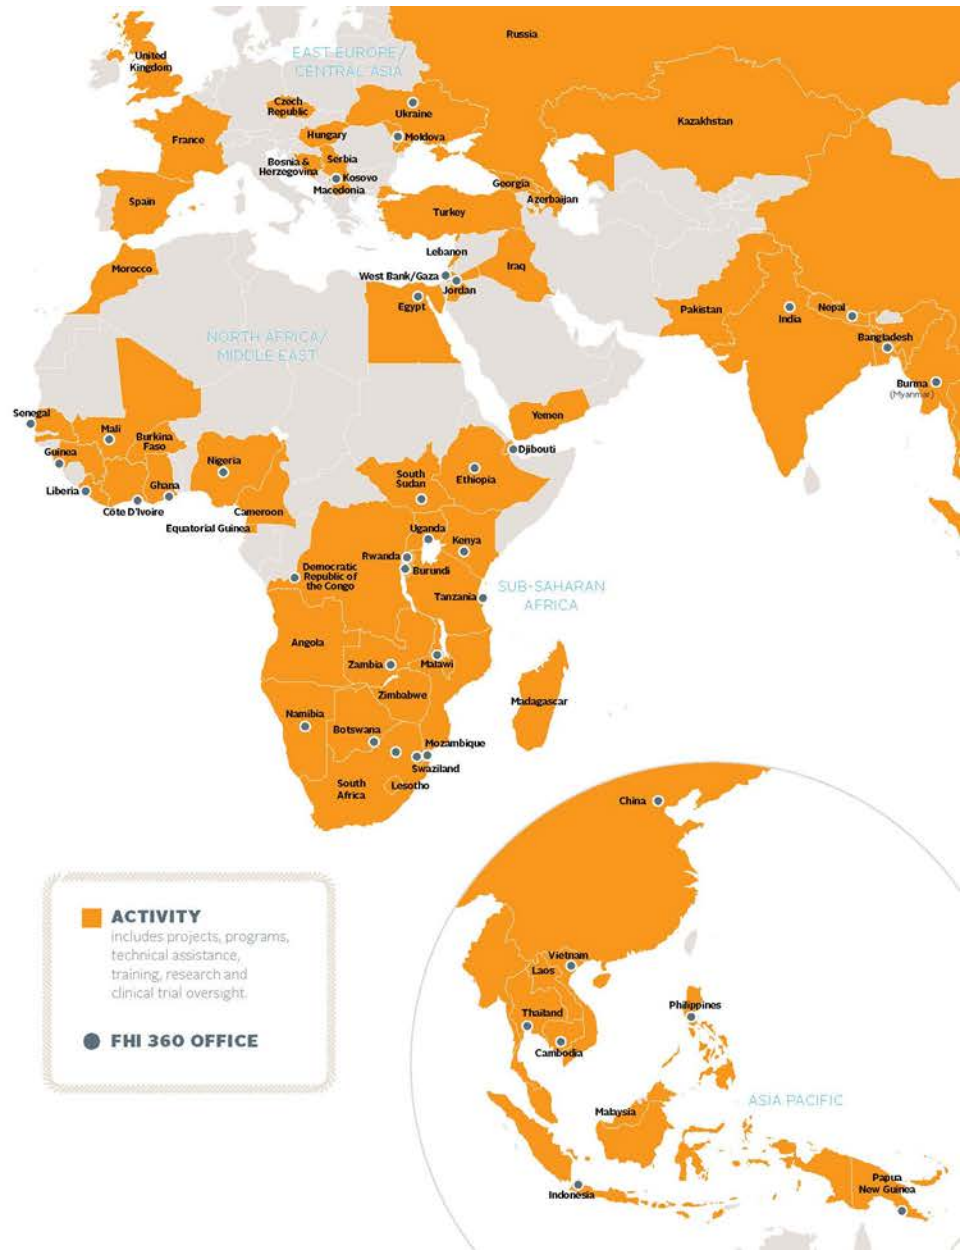 Russia
United
Kingdom
EAST EUROPE/
CENTRAL ASIA
Czech
Republic
Ukraine
Kazakhstan
France
Hungary
Moldova
Bosnia &
Herzegovina
Serbia
Kosovo
Macedonia
Georgia
Azerbaijan
Spain
Turkey
Lebanon
Morocco
West Bank/Gaza
Iraq
Jordan
Egypt
Pakistan
India
Nepal
Bangladesh
NORTH AFRICA/
MIDDLE EAST
Burma
(Myanmar)
Senegal
Mali
Burkina
Faso
Yemen
Guinea
Nigeria
Djibouti
South
Sudan
Ethiopia
Liberia
Ghana
Côte D'Ivoire
Cameroon
Equatorial Guinea
Uganda
Kenya
Rwanda
Democratic
Republic of
the Congo
Burundi
SUB-SAHARAN
AFRICA
Tanzania
Angola
Zambia
Malawi
Zimbabwe
Madagascar
Namibia
Botswana
Mozambique
Swaziland
South
Africa
Lesotho
China
ACTIVITY
includes projects, programs,
technical assistance,
training, research and
clinical trial oversight.
FHI 360 OFFICE
Vietnam
Laos
Thailand
Philippines
Cambodia
ASIA PACIFIC
Malaysia
Papua
New Guinea
Indonesia